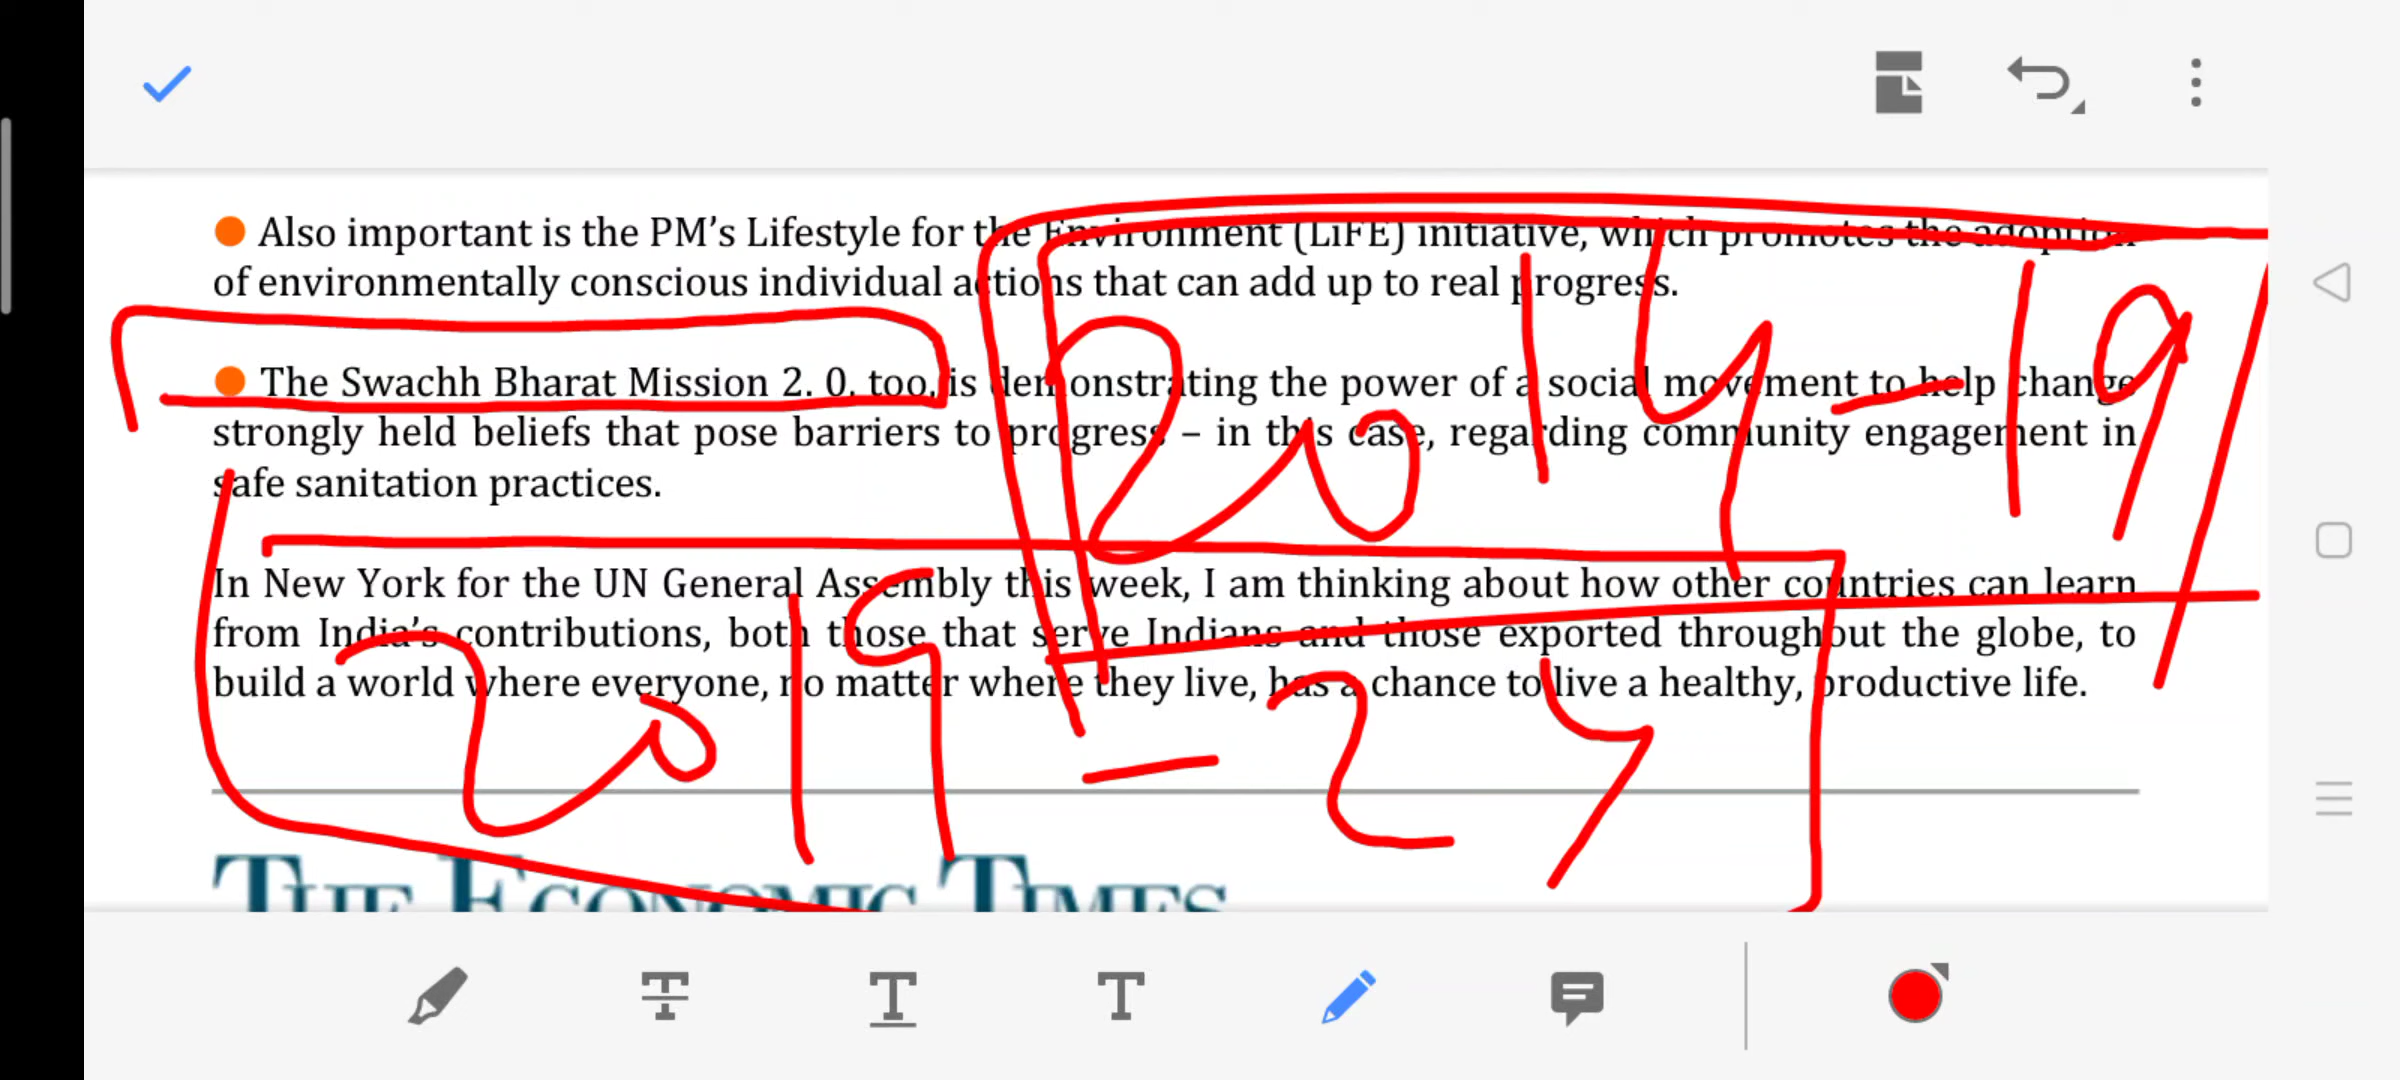 ● Also important is the PM's Lifestyle for the Environment (LiFE) initiative, which promotes the adoption
of environmentally conscious individual actions that can add up to real progress.
● The Swachh Bharat Mission 2. 0, too, is demonstrating the power of a social movement to help change
strongly held beliefs that pose barriers to progress – in this case, regarding community engagement in
safe sanitation practices.
2014-19
In New York for the UN General Assembly this week, I am thinking about how other countries can learn
from India's contributions, both those that serve Indians and those exported throughout the globe, to
build a world where everyone, no matter where they live, has a chance to live a healthy, productive life.
2019-24
THE ECONOMIC TIMES